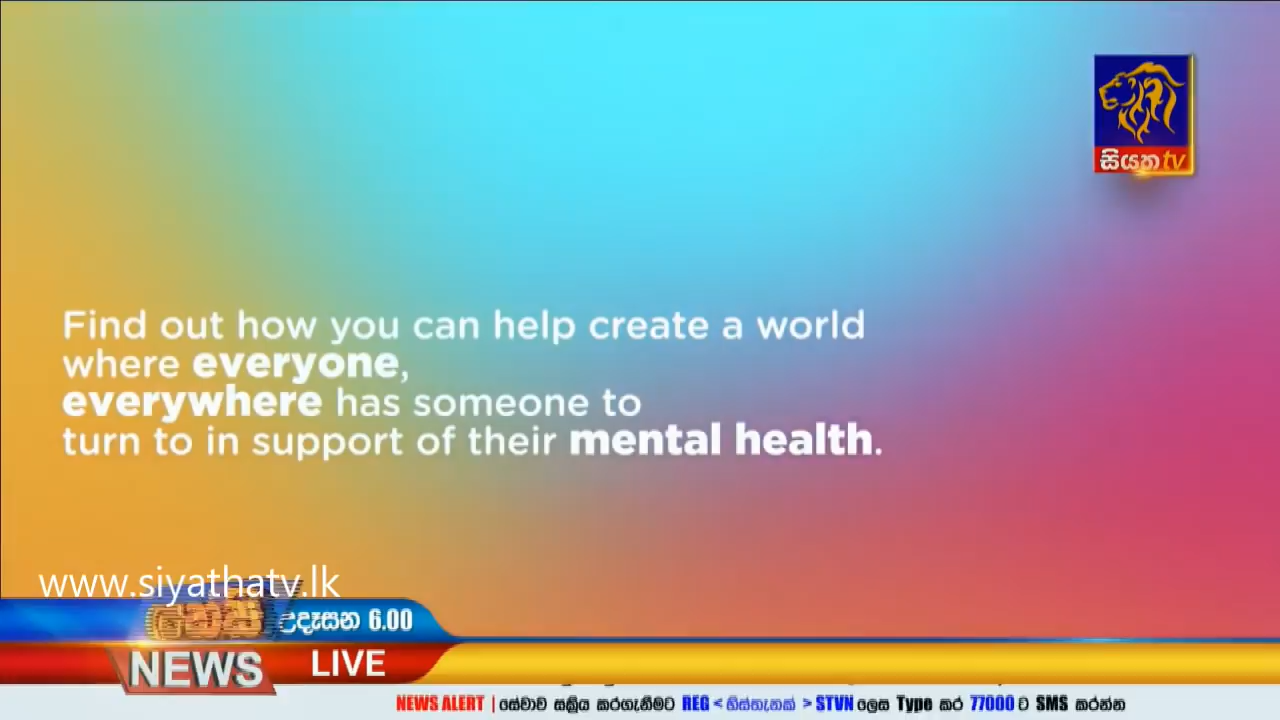 සියත tv
Find out how you can help create a world
where everyone,
everywhere has someone to
turn to in support of their mental health.
www.siyathatv.lk
උදෑසන 6.00
NEWS LIVE
NEWS ALERT | සේවාව සක්‍රිය කරගැනීමට REG < හිස්තැනක් > STVN ලෙස Type කර 77000 ට SMS කරන්න